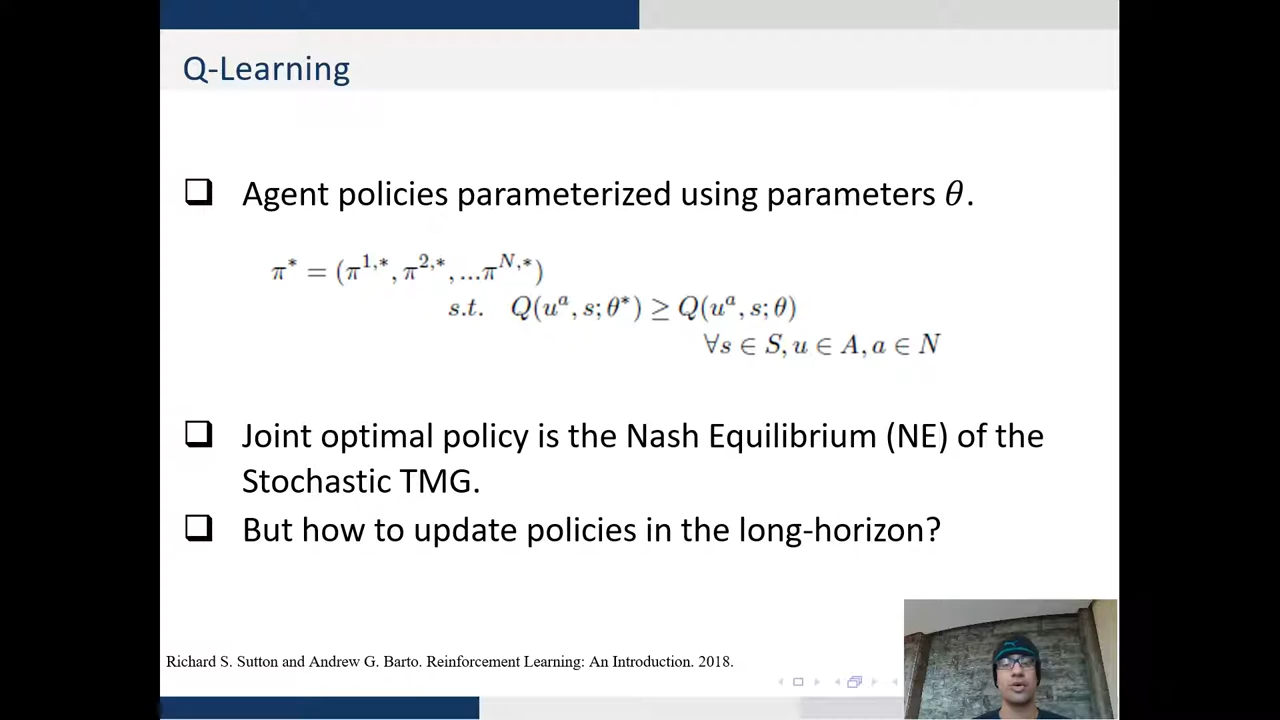 Q-Learning
❑ Agent policies parameterized using parameters θ.
π* = (π^{1,*}, π^{2,*}, ...π^{N,*})
s.t. Q(u^a, s; θ*) ≥ Q(u^a, s; θ)
∀s ∈ S, u ∈ A, a ∈ N
❑ Joint optimal policy is the Nash Equilibrium (NE) of the
Stochastic TMG.
❑ But how to update policies in the long-horizon?
Richard S. Sutton and Andrew G. Barto. Reinforcement Learning: An Introduction. 2018.